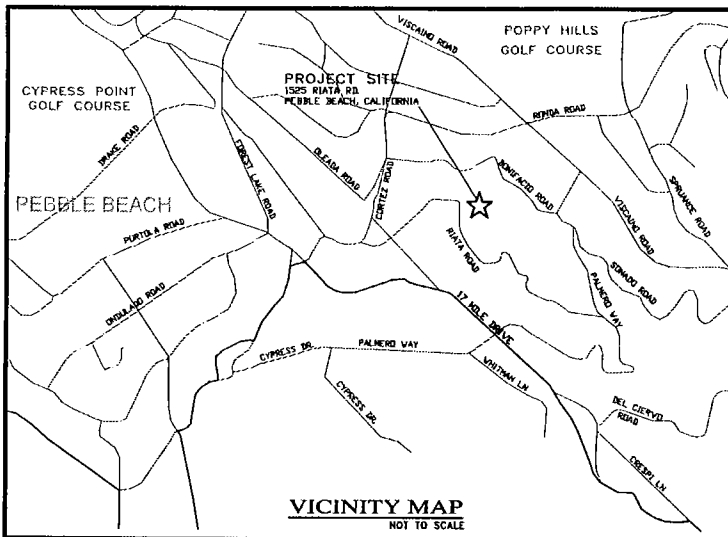 VISCAINO ROAD
POPPY HILLS
GOLF COURSE
CYPRESS POINT
GOLF COURSE
PROJECT SITE
1525 RIATA RD.
PEBBLE BEACH, CALIFORNIA
RONDA ROAD
DRAKE ROAD
FOREST LAKE ROAD
OLEADA ROAD
CORTEZ ROAD
BONIFACIO ROAD
SPRUANCE ROAD
PEBBLE BEACH
PORTOLA ROAD
RIATA ROAD
VISCAINO ROAD
SONADO ROAD
PALMERO WAY
ONDULADO ROAD
17 MILE DRIVE
CYPRESS DR.
PALMERO WAY
WHITMAN LN
CYPRESS DR.
DEL CIERVO
ROAD
CRESPI LN
VICINITY MAP
NOT TO SCALE